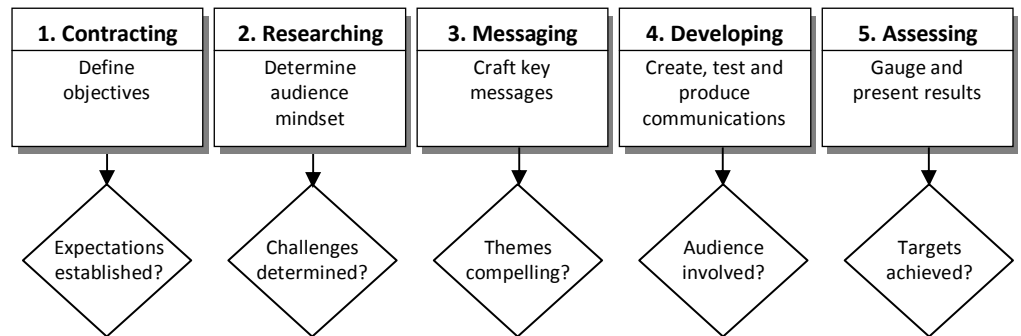 1. Contracting
Define
objectives
2. Researching
Determine
audience
mindset
3. Messaging
Craft key
messages
4. Developing
Create, test and
produce
communications
5. Assessing
Gauge and
present results
Expectations
established?
Challenges
determined?
Themes
compelling?
Audience
involved?
Targets
achieved?